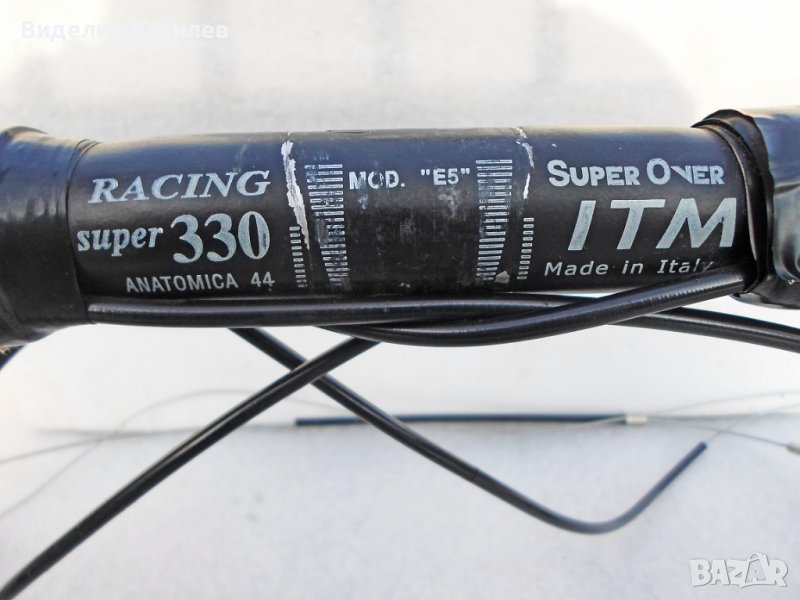 Виделин Василев
RACING
super 330
ANATOMICA 44
MOD. "E5"
SUPER OVER
ITM
Made in Italy
BAZAR